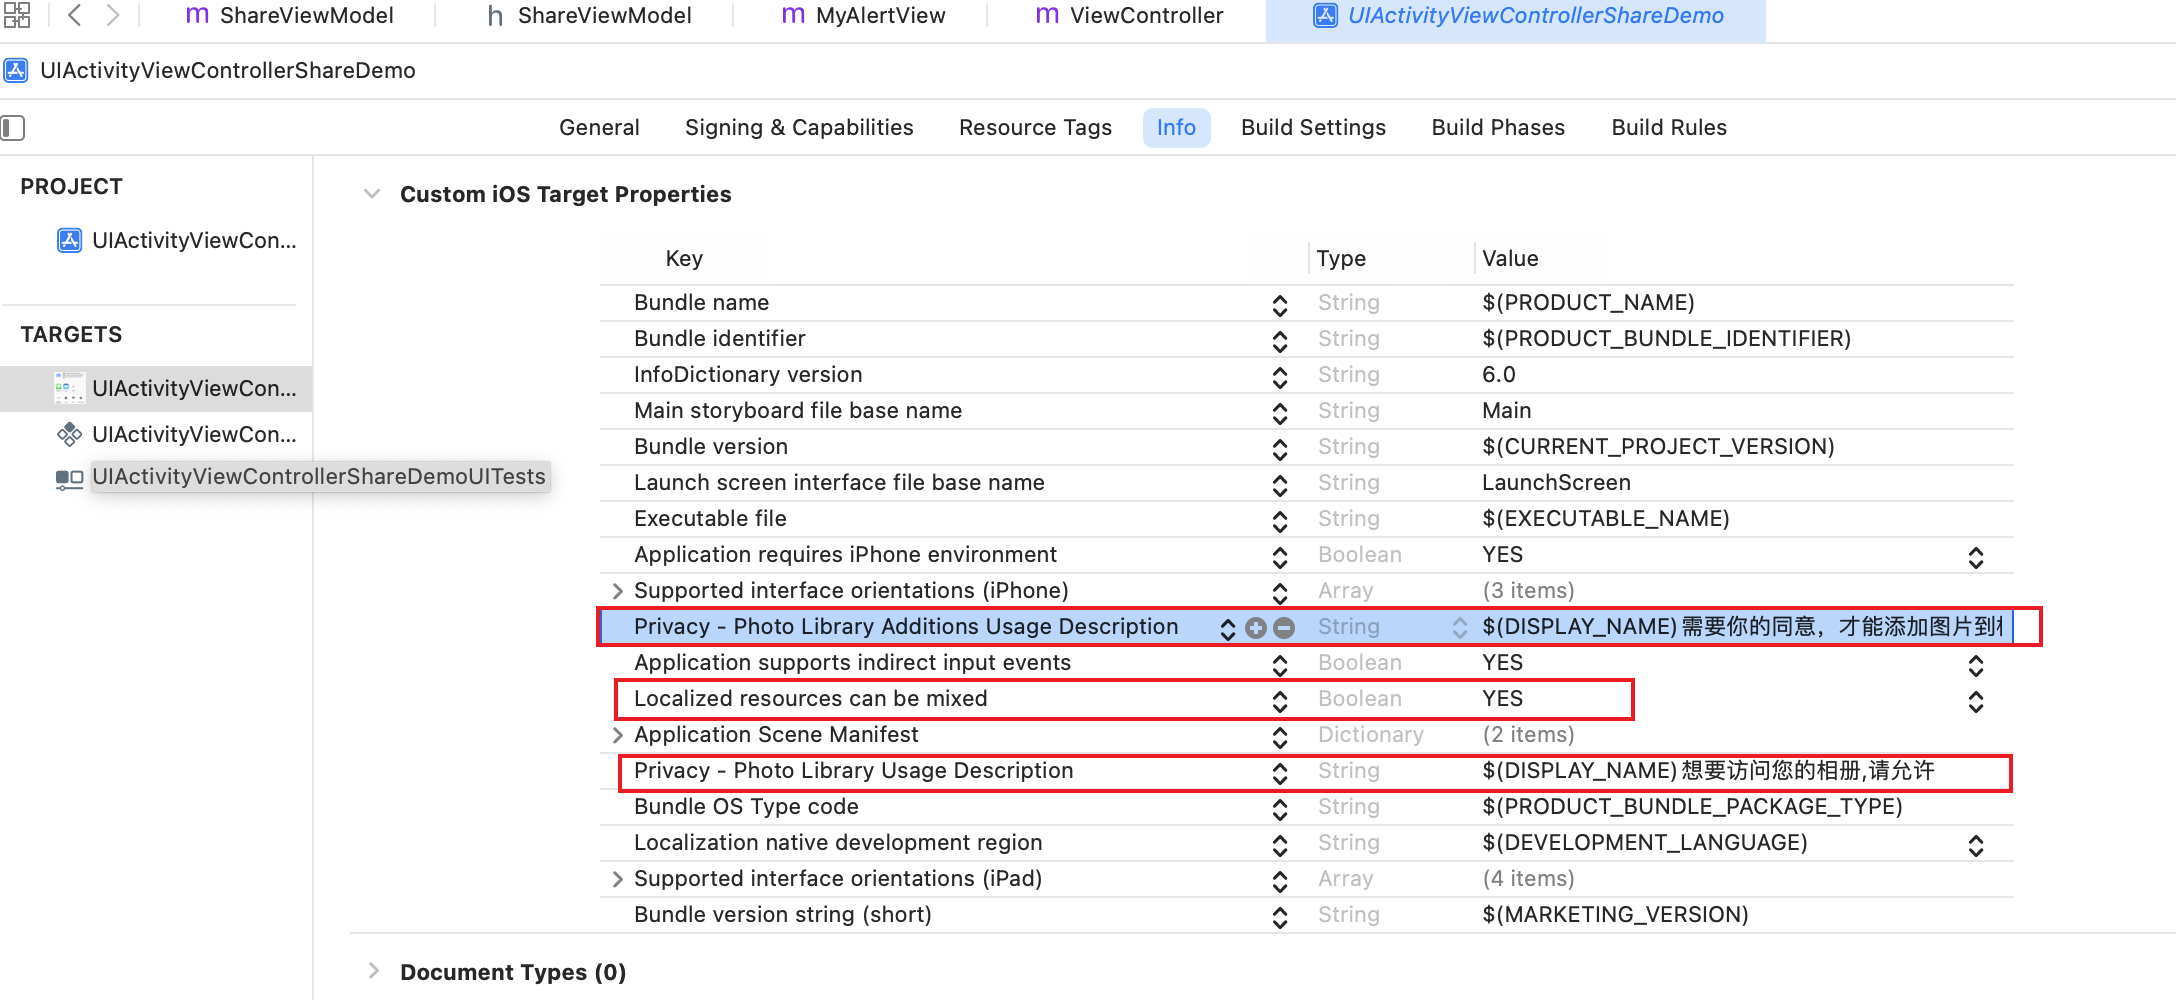 m ShareViewModel h ShareViewModel m MyAlertView m ViewController UIActivityViewControllerShareDemo
UIActivityViewControllerShareDemo
General Signing & Capabilities Resource Tags Info Build Settings Build Phases Build Rules
PROJECT
UIActivityViewCon...
TARGETS
UIActivityViewCon...
UIActivityViewCon...
UIActivityViewControllerShareDemoUITests
Custom iOS Target Properties
Key Type Value
Bundle name String $(PRODUCT_NAME)
Bundle identifier String $(PRODUCT_BUNDLE_IDENTIFIER)
InfoDictionary version String 6.0
Main storyboard file base name String Main
Bundle version String $(CURRENT_PROJECT_VERSION)
Launch screen interface file base name String LaunchScreen
Executable file String $(EXECUTABLE_NAME)
Application requires iPhone environment Boolean YES
Supported interface orientations (iPhone) Array (3 items)
Privacy - Photo Library Additions Usage Description String $(DISPLAY_NAME)需要你的同意，才能添加图片到
Application supports indirect input events Boolean YES
Localized resources can be mixed Boolean YES
Application Scene Manifest Dictionary (2 items)
Privacy - Photo Library Usage Description String $(DISPLAY_NAME)想要访问您的相册,请允许
Bundle OS Type code String $(PRODUCT_BUNDLE_PACKAGE_TYPE)
Localization native development region String $(DEVELOPMENT_LANGUAGE)
Supported interface orientations (iPad) Array (4 items)
Bundle version string (short) String $(MARKETING_VERSION)
Document Types (0)